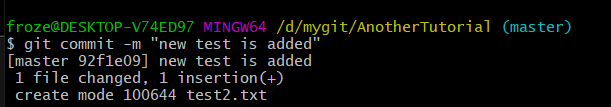 froze@DESKTOP-V74ED97 MINGW64 /d/mygit/AnotherTutorial (master)
$ git commit -m "new test is added"
[master 92f1e09] new test is added
 1 file changed, 1 insertion(+)
 create mode 100644 test2.txt